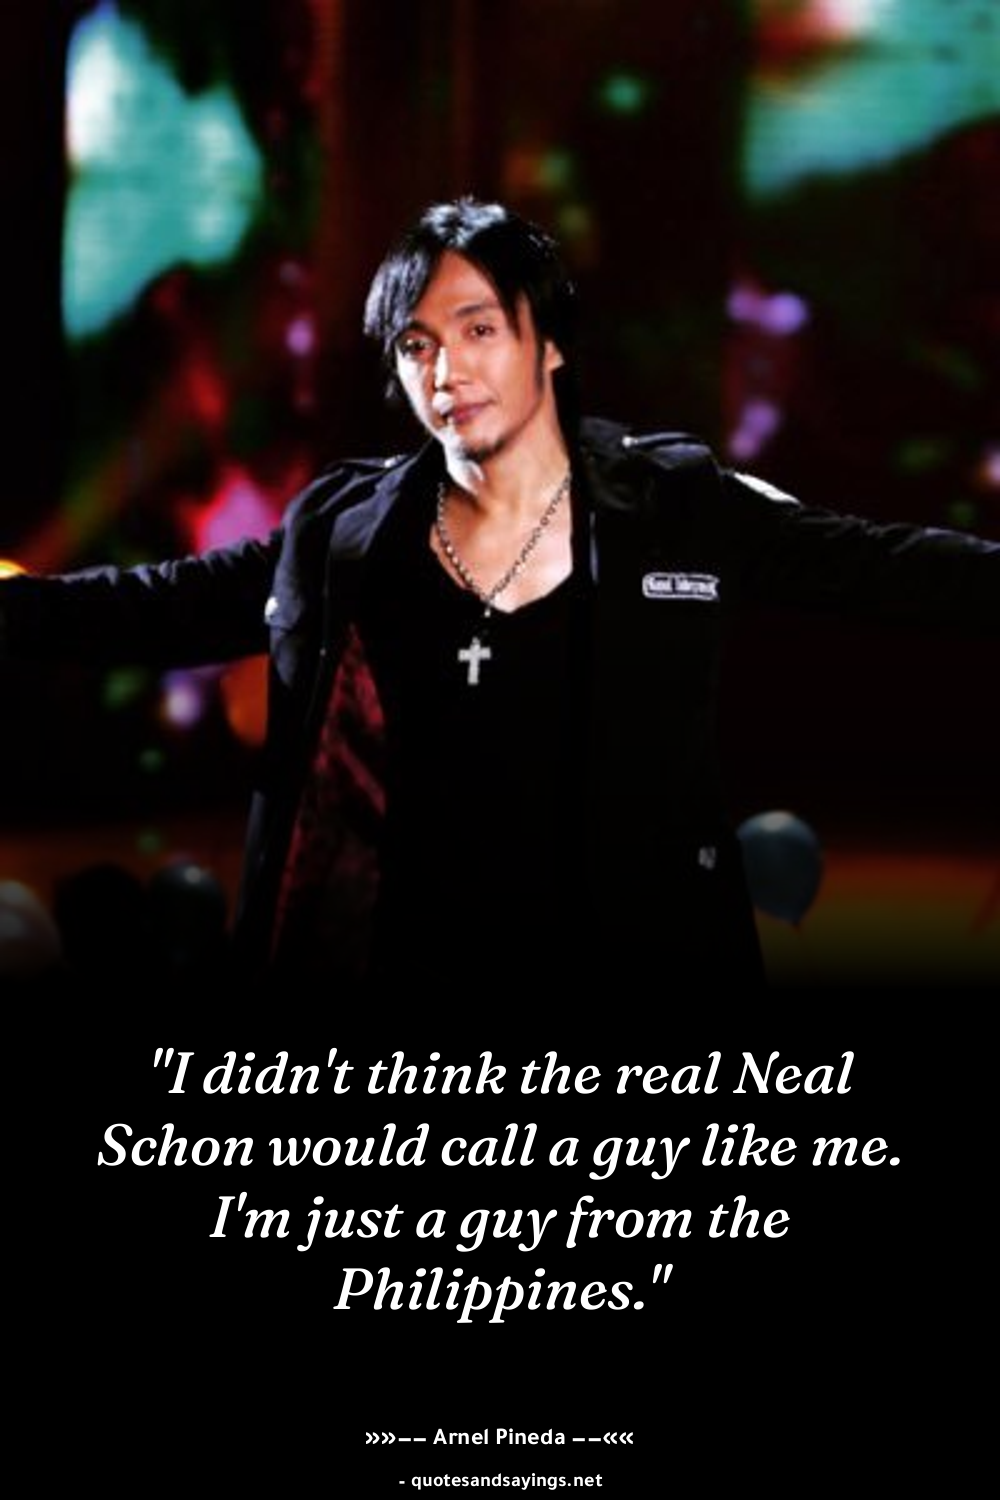 "I didn't think the real Neal
Schon would call a guy like me.
I'm just a guy from the
Philippines."
»»–– Arnel Pineda ––««
- quotesandsayings.net